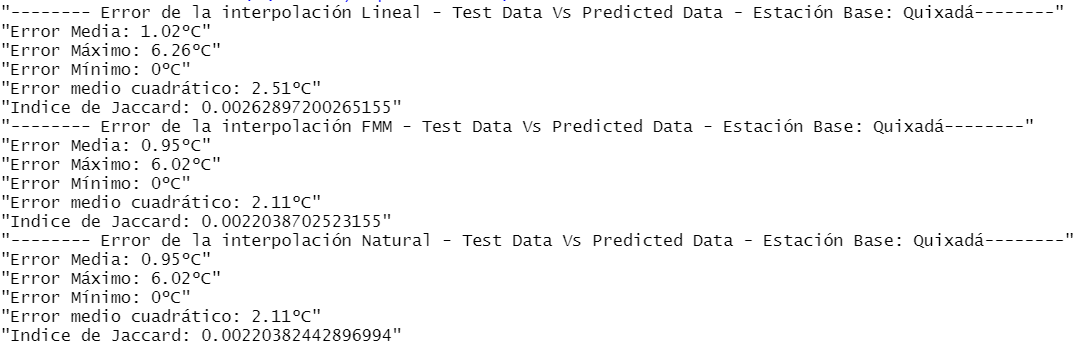 "-------- Error de la interpolación Lineal - Test Data Vs Predicted Data - Estación Base: Quixadá--------"
"Error Media: 1.02ºC"
"Error Máximo: 6.26ºC"
"Error Mínimo: 0ºC"
"Error medio cuadrático: 2.51ºC"
"Indice de Jaccard: 0.00262897200265155"
"-------- Error de la interpolación FMM - Test Data Vs Predicted Data - Estación Base: Quixadá--------"
"Error Media: 0.95ºC"
"Error Máximo: 6.02ºC"
"Error Mínimo: 0ºC"
"Error medio cuadrático: 2.11ºC"
"Indice de Jaccard: 0.0022038702523155"
"-------- Error de la interpolación Natural - Test Data Vs Predicted Data - Estación Base: Quixadá--------"
"Error Media: 0.95ºC"
"Error Máximo: 6.02ºC"
"Error Mínimo: 0ºC"
"Error medio cuadrático: 2.11ºC"
"Indice de Jaccard: 0.00220382442896994"